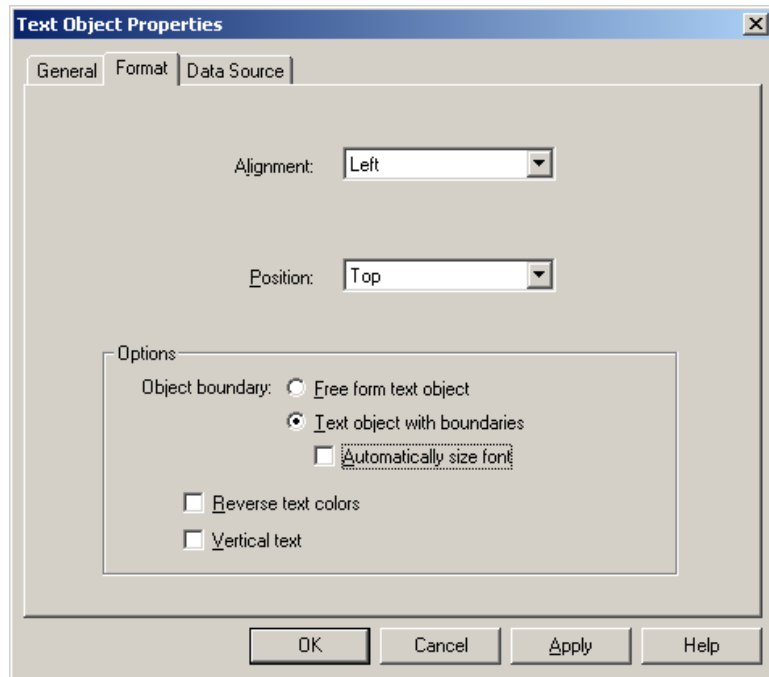 Text Object Properties
General Format Data Source
Alignment: Left
Position: Top
Options
Object boundary: Free form text object
Text object with boundaries
Automatically size font
Reverse text colors
Vertical text
OK Cancel Apply Help